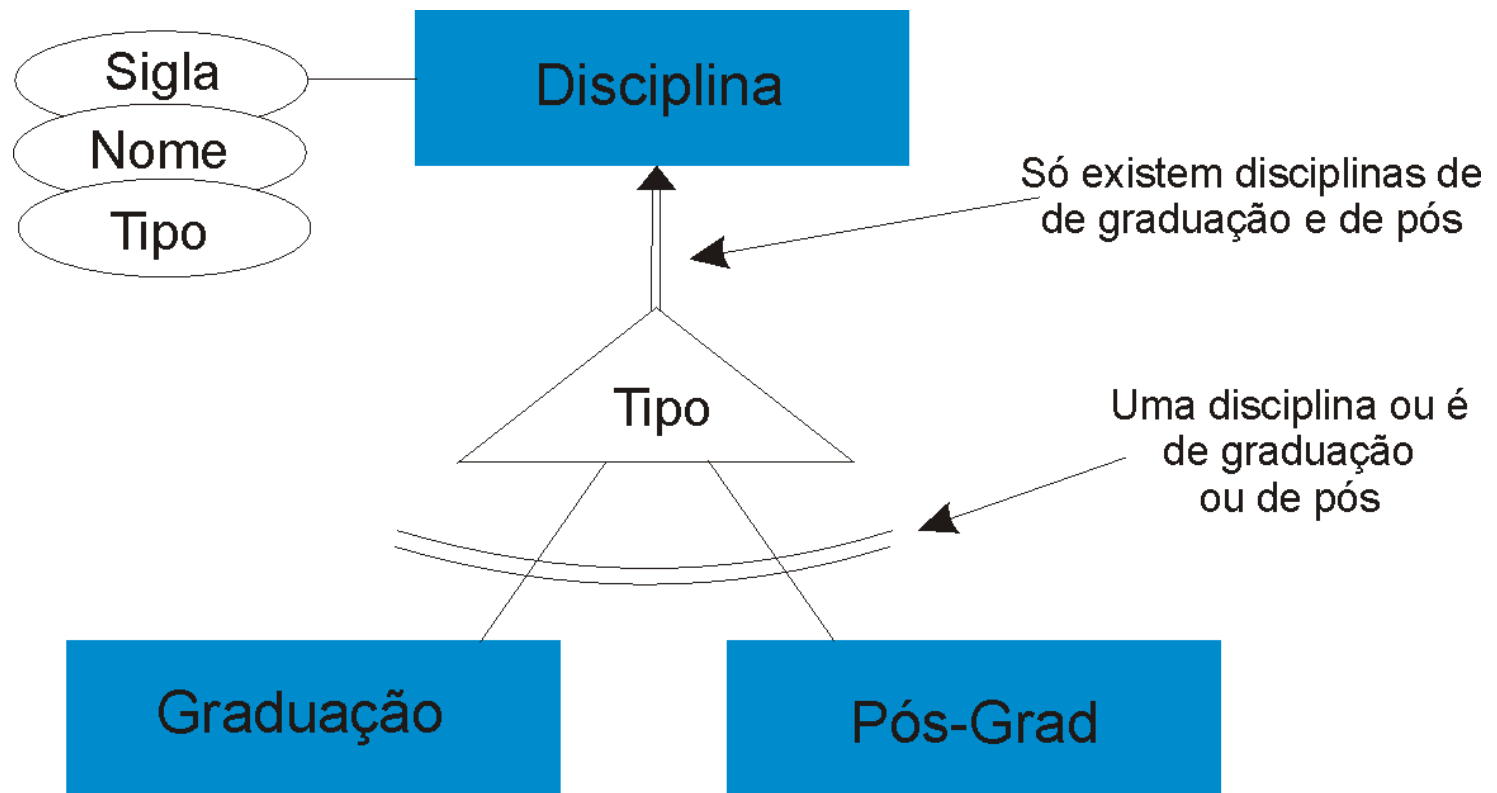 Sigla
Nome
Tipo
Disciplina
Só existem disciplinas de
de graduação e de pós
Tipo
Uma disciplina ou é
de graduação
ou de pós
Graduação
Pós-Grad